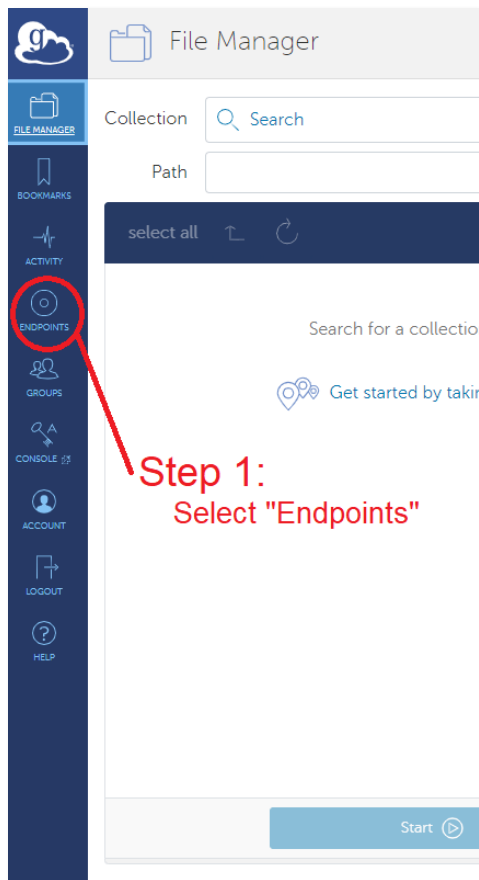 g
File Manager
FILE MANAGER
Collection
Search
BOOKMARKS
Path
ACTIVITY
select all
ENDPOINTS
Search for a collectio
GROUPS
Get started by takin
CONSOLE
Step 1:
Select "Endpoints"
ACCOUNT
LOGOUT
HELP
Start